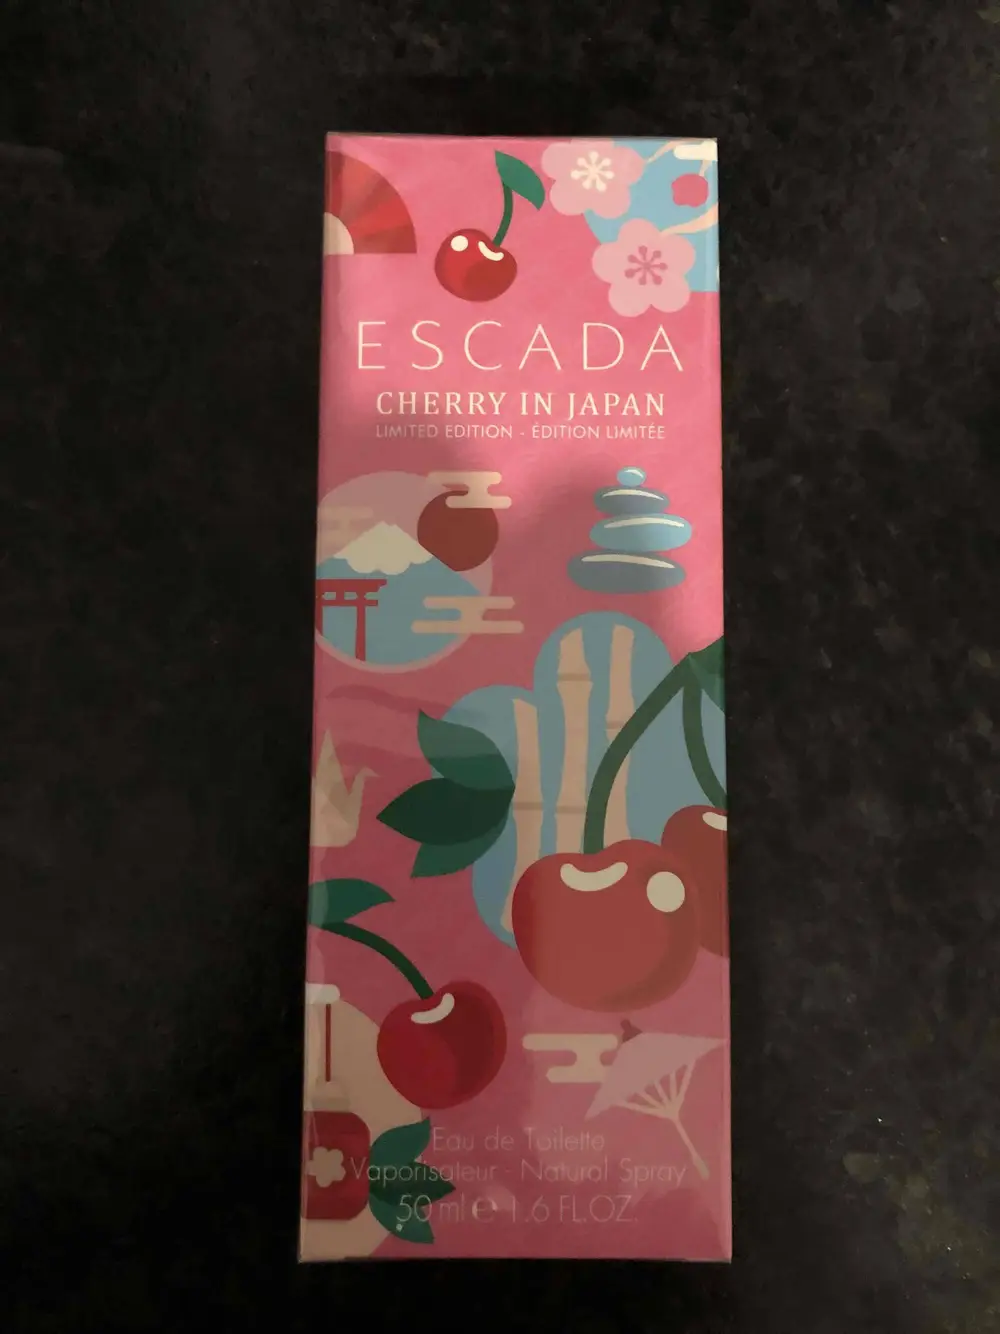 ESCADA
CHERRY IN JAPAN
LIMITED EDITION - ÉDITION LIMITÉE
Eau de Toilette
Vaporisateur - Natural Spray
50 ml e 1.6 FL.OZ.